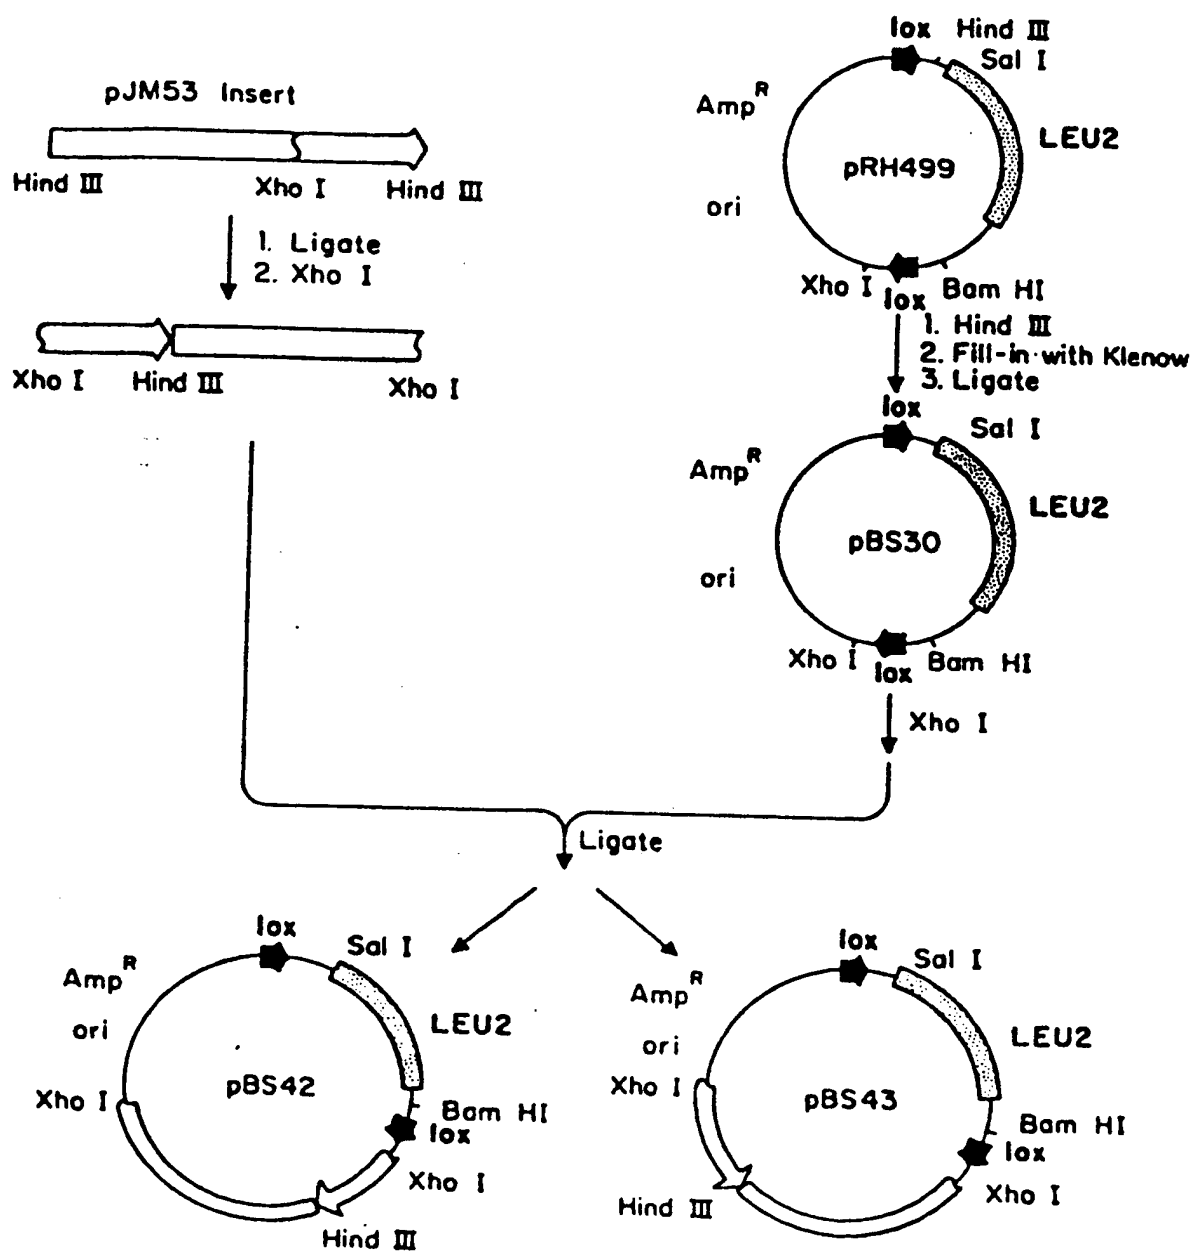 pJM53 Insert
Hind III
Xho I
Hind III
1. Ligate
2. Xho I
Xho I
Hind III
Xho I
lox
Hind III
Sal I
Amp^R
LEU2
pRH499
ori
Xho I
lox
Bam HI
1. Hind III
2. Fill-in with Klenow
3. Ligate
lox
Sal I
Amp^R
LEU2
pBS30
ori
Xho I
lox
Bam HI
Xho I
Ligate
lox
Sal I
Amp^R
LEU2
ori
pBS42
Xho I
Bam HI
lox
Xho I
Hind III
lox
Sal I
Amp^R
LEU2
ori
Xho I
pBS43
Bam HI
lox
Xho I
Hind III